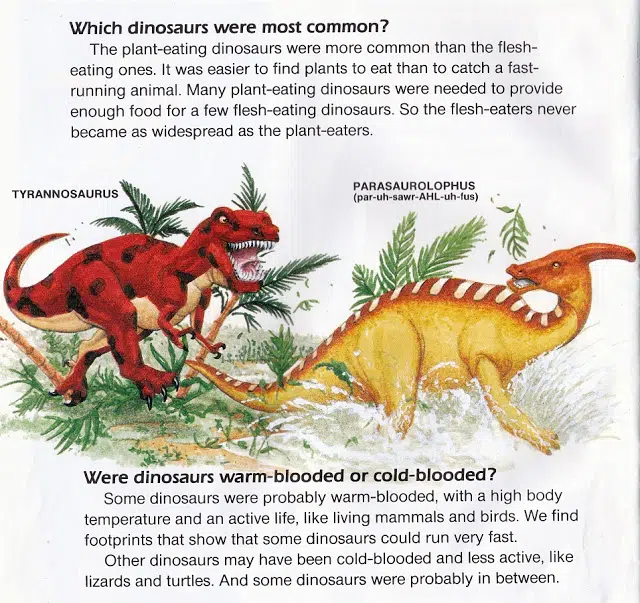 Which dinosaurs were most common?
The plant-eating dinosaurs were more common than the flesh-
eating ones. It was easier to find plants to eat than to catch a fast-
running animal. Many plant-eating dinosaurs were needed to provide
enough food for a few flesh-eating dinosaurs. So the flesh-eaters never
became as widespread as the plant-eaters.
TYRANNOSAURUS
PARASAUROLOPHUS
(par-uh-sawr-AHL-uh-fus)
Were dinosaurs warm-blooded or cold-blooded?
Some dinosaurs were probably warm-blooded, with a high body
temperature and an active life, like living mammals and birds. We find
footprints that show that some dinosaurs could run very fast.
Other dinosaurs may have been cold-blooded and less active, like
lizards and turtles. And some dinosaurs were probably in between.